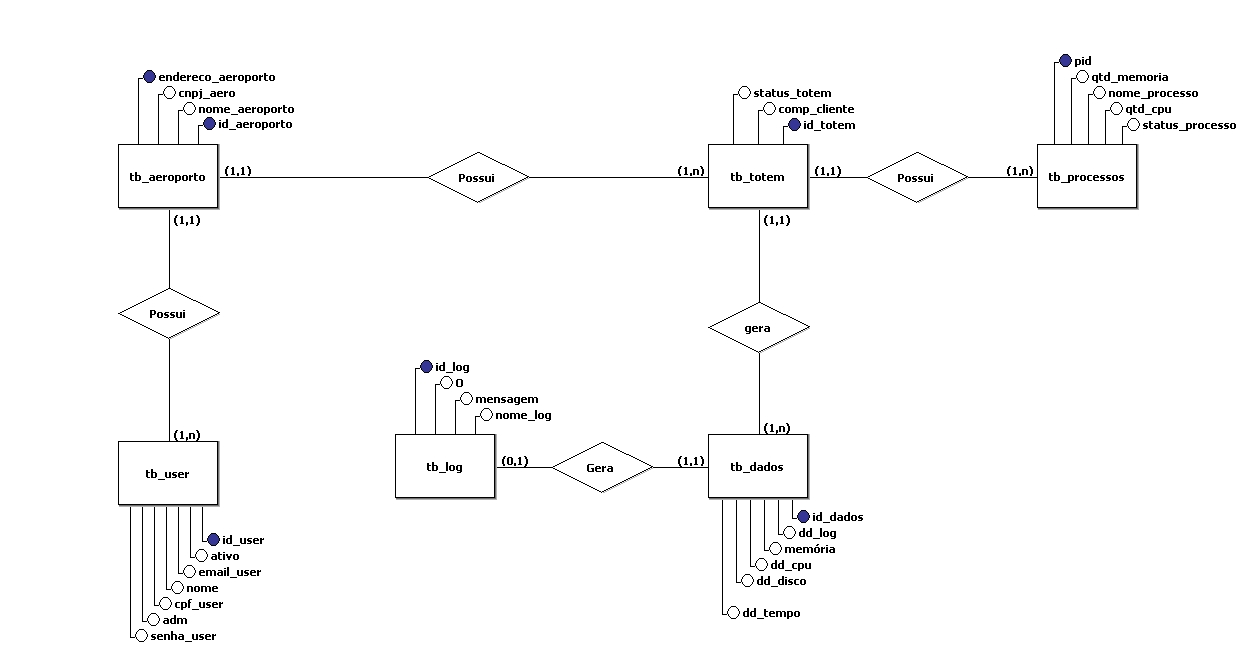 endereco_aeroporto
cnpj_aero
nome_aeroporto
id_aeroporto
tb_aeroporto
(1,1)
(1,1)
Possui
(1,n)
status_totem
comp_cliente
id_totem
tb_totem
(1,1)
(1,1)
Possui
(1,n)
pid
qtd_memoria
nome_processo
qtd_cpu
status_processo
tb_processos
Possui
(1,n)
tb_user
id_user
ativo
email_user
nome
cpf_user
adm
senha_user
gera
(1,n)
id_log
O
mensagem
nome_log
tb_log
(0,1)
Gera
(1,1)
tb_dados
id_dados
dd_log
memória
dd_cpu
dd_disco
dd_tempo